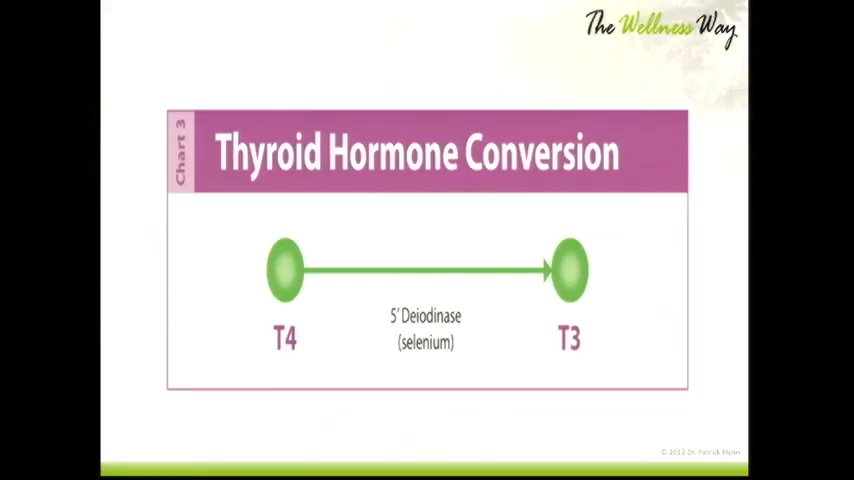 The Wellness Way
Chart 3
Thyroid Hormone Conversion
5' Deiodinase
(selenium)
T4
T3
© 2012 Dr. Patrick Flynn